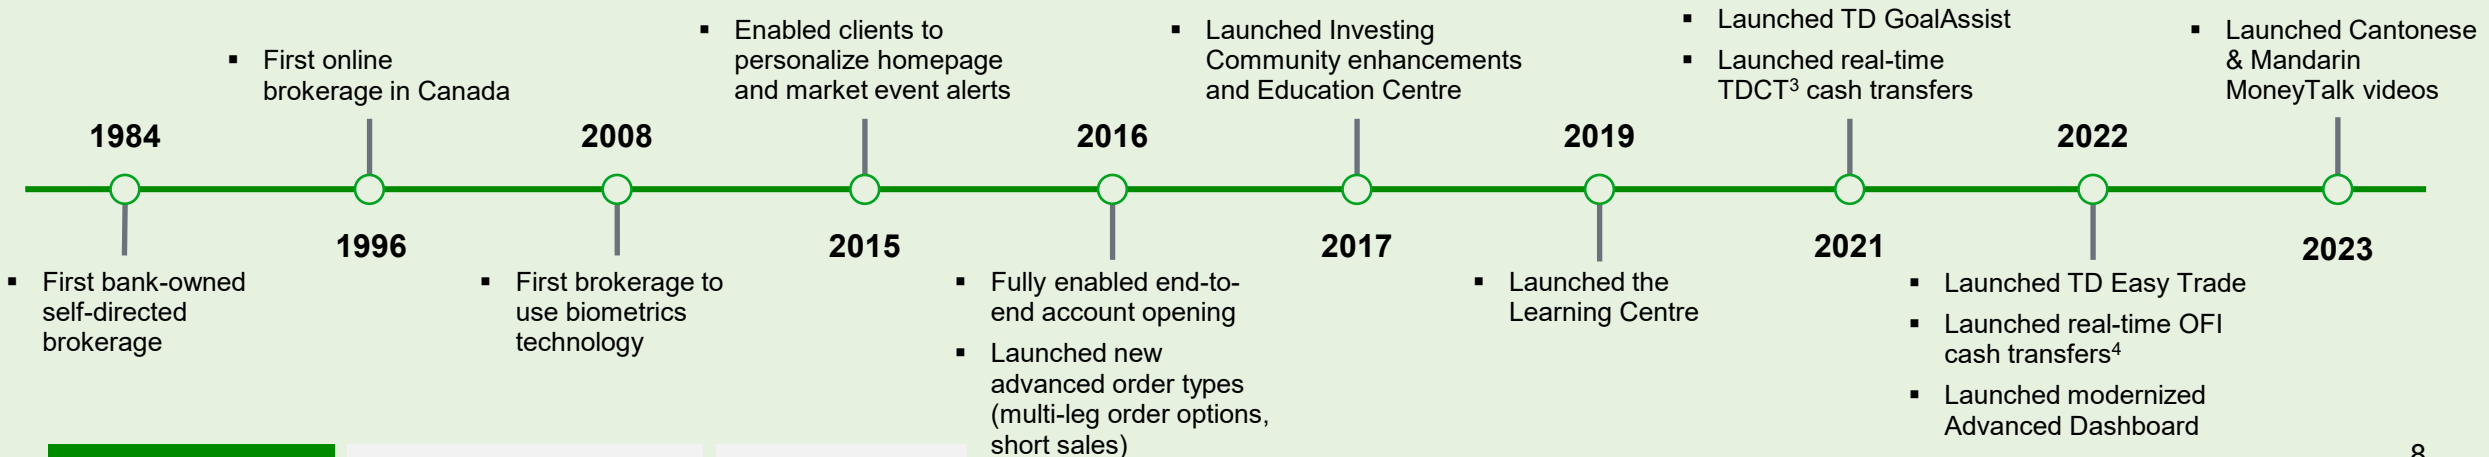 1984
▪ First bank-owned
self-directed
brokerage
▪ First online
brokerage in Canada
1996
2008
▪ First brokerage to
use biometrics
technology
▪ Enabled clients to
personalize homepage
and market event alerts
2015
2016
▪ Fully enabled end-to-
end account opening
▪ Launched new
advanced order types
(multi-leg order options,
short sales)
▪ Launched Investing
Community enhancements
and Education Centre
2017
2019
▪ Launched the
Learning Centre
▪ Launched TD GoalAssist
▪ Launched real-time
TDCT³ cash transfers
2021
2022
▪ Launched TD Easy Trade
▪ Launched real-time OFI
cash transfers⁴
▪ Launched modernized
Advanced Dashboard
▪ Launched Cantonese
& Mandarin
MoneyTalk videos
2023
8